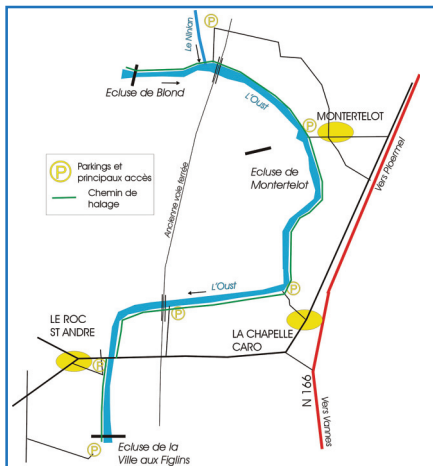 P
Le Ninian
Ecluse de Blond
L'Oust
MONTERTELOT
P
Ecluse de
Montertelot
Vers Ploermel
P
Parkings et
principaux accès
Chemin de
halage
Ancienne voie ferrée
L'Oust
P
P
LE ROC
ST ANDRE
LA CHAPELLE
CARO
P
N 166
Vers Vannes
P
Ecluse de la
Ville aux Figlins